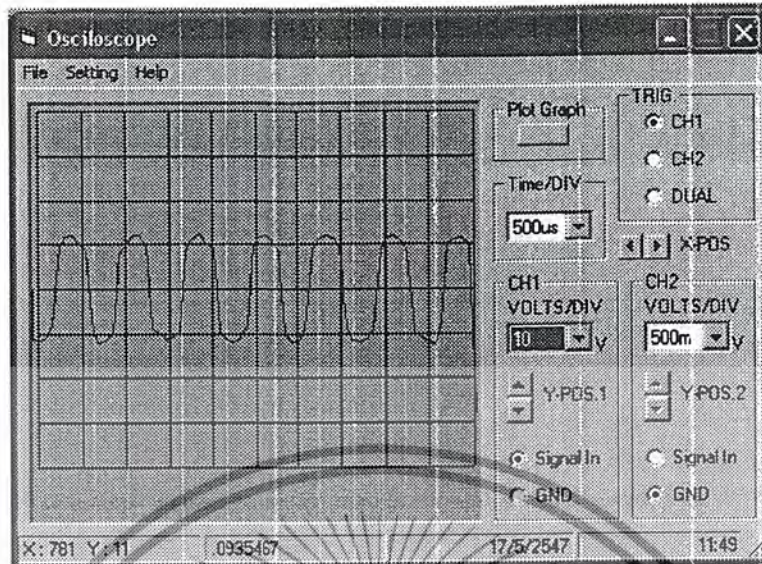 Osciloscope
File Setting Help
Plot Graph
TRIG.
CH1
CH2
DUAL
Time/DIV
500us
X-POS
CH1
VOLTS/DIV
10 V
Y-POS.1
Signal In
GND
CH2
VOLTS/DIV
500m V
Y-POS.2
Signal In
GND
X : 781 Y : 11 .0935467 17/5/2547 11:49